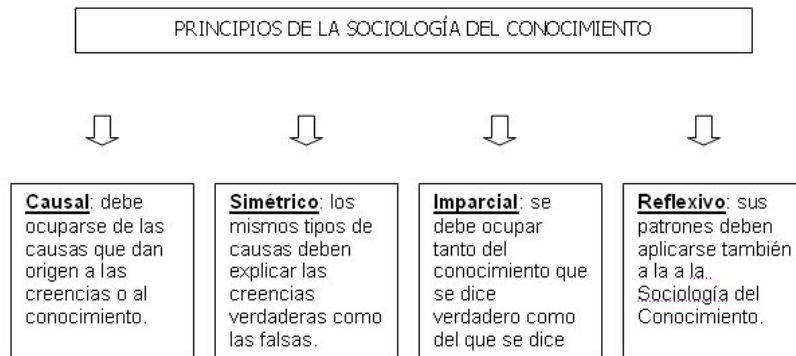 PRINCIPIOS DE LA SOCIOLOGÍA DEL CONOCIMIENTO
Causal: debe
ocuparse de las
causas que dan
origen a las
creencias o al
conocimiento.
Simétrico: los
mismos tipos de
causas deben
explicar las
creencias
verdaderas como
las falsas.
Imparcial: se
debe ocupar
tanto del
conocimiento que
se dice
verdadero como
del que se dice
Reflexivo: sus
patrones deben
aplicarse también
a la a la
Sociología del
Conocimiento.